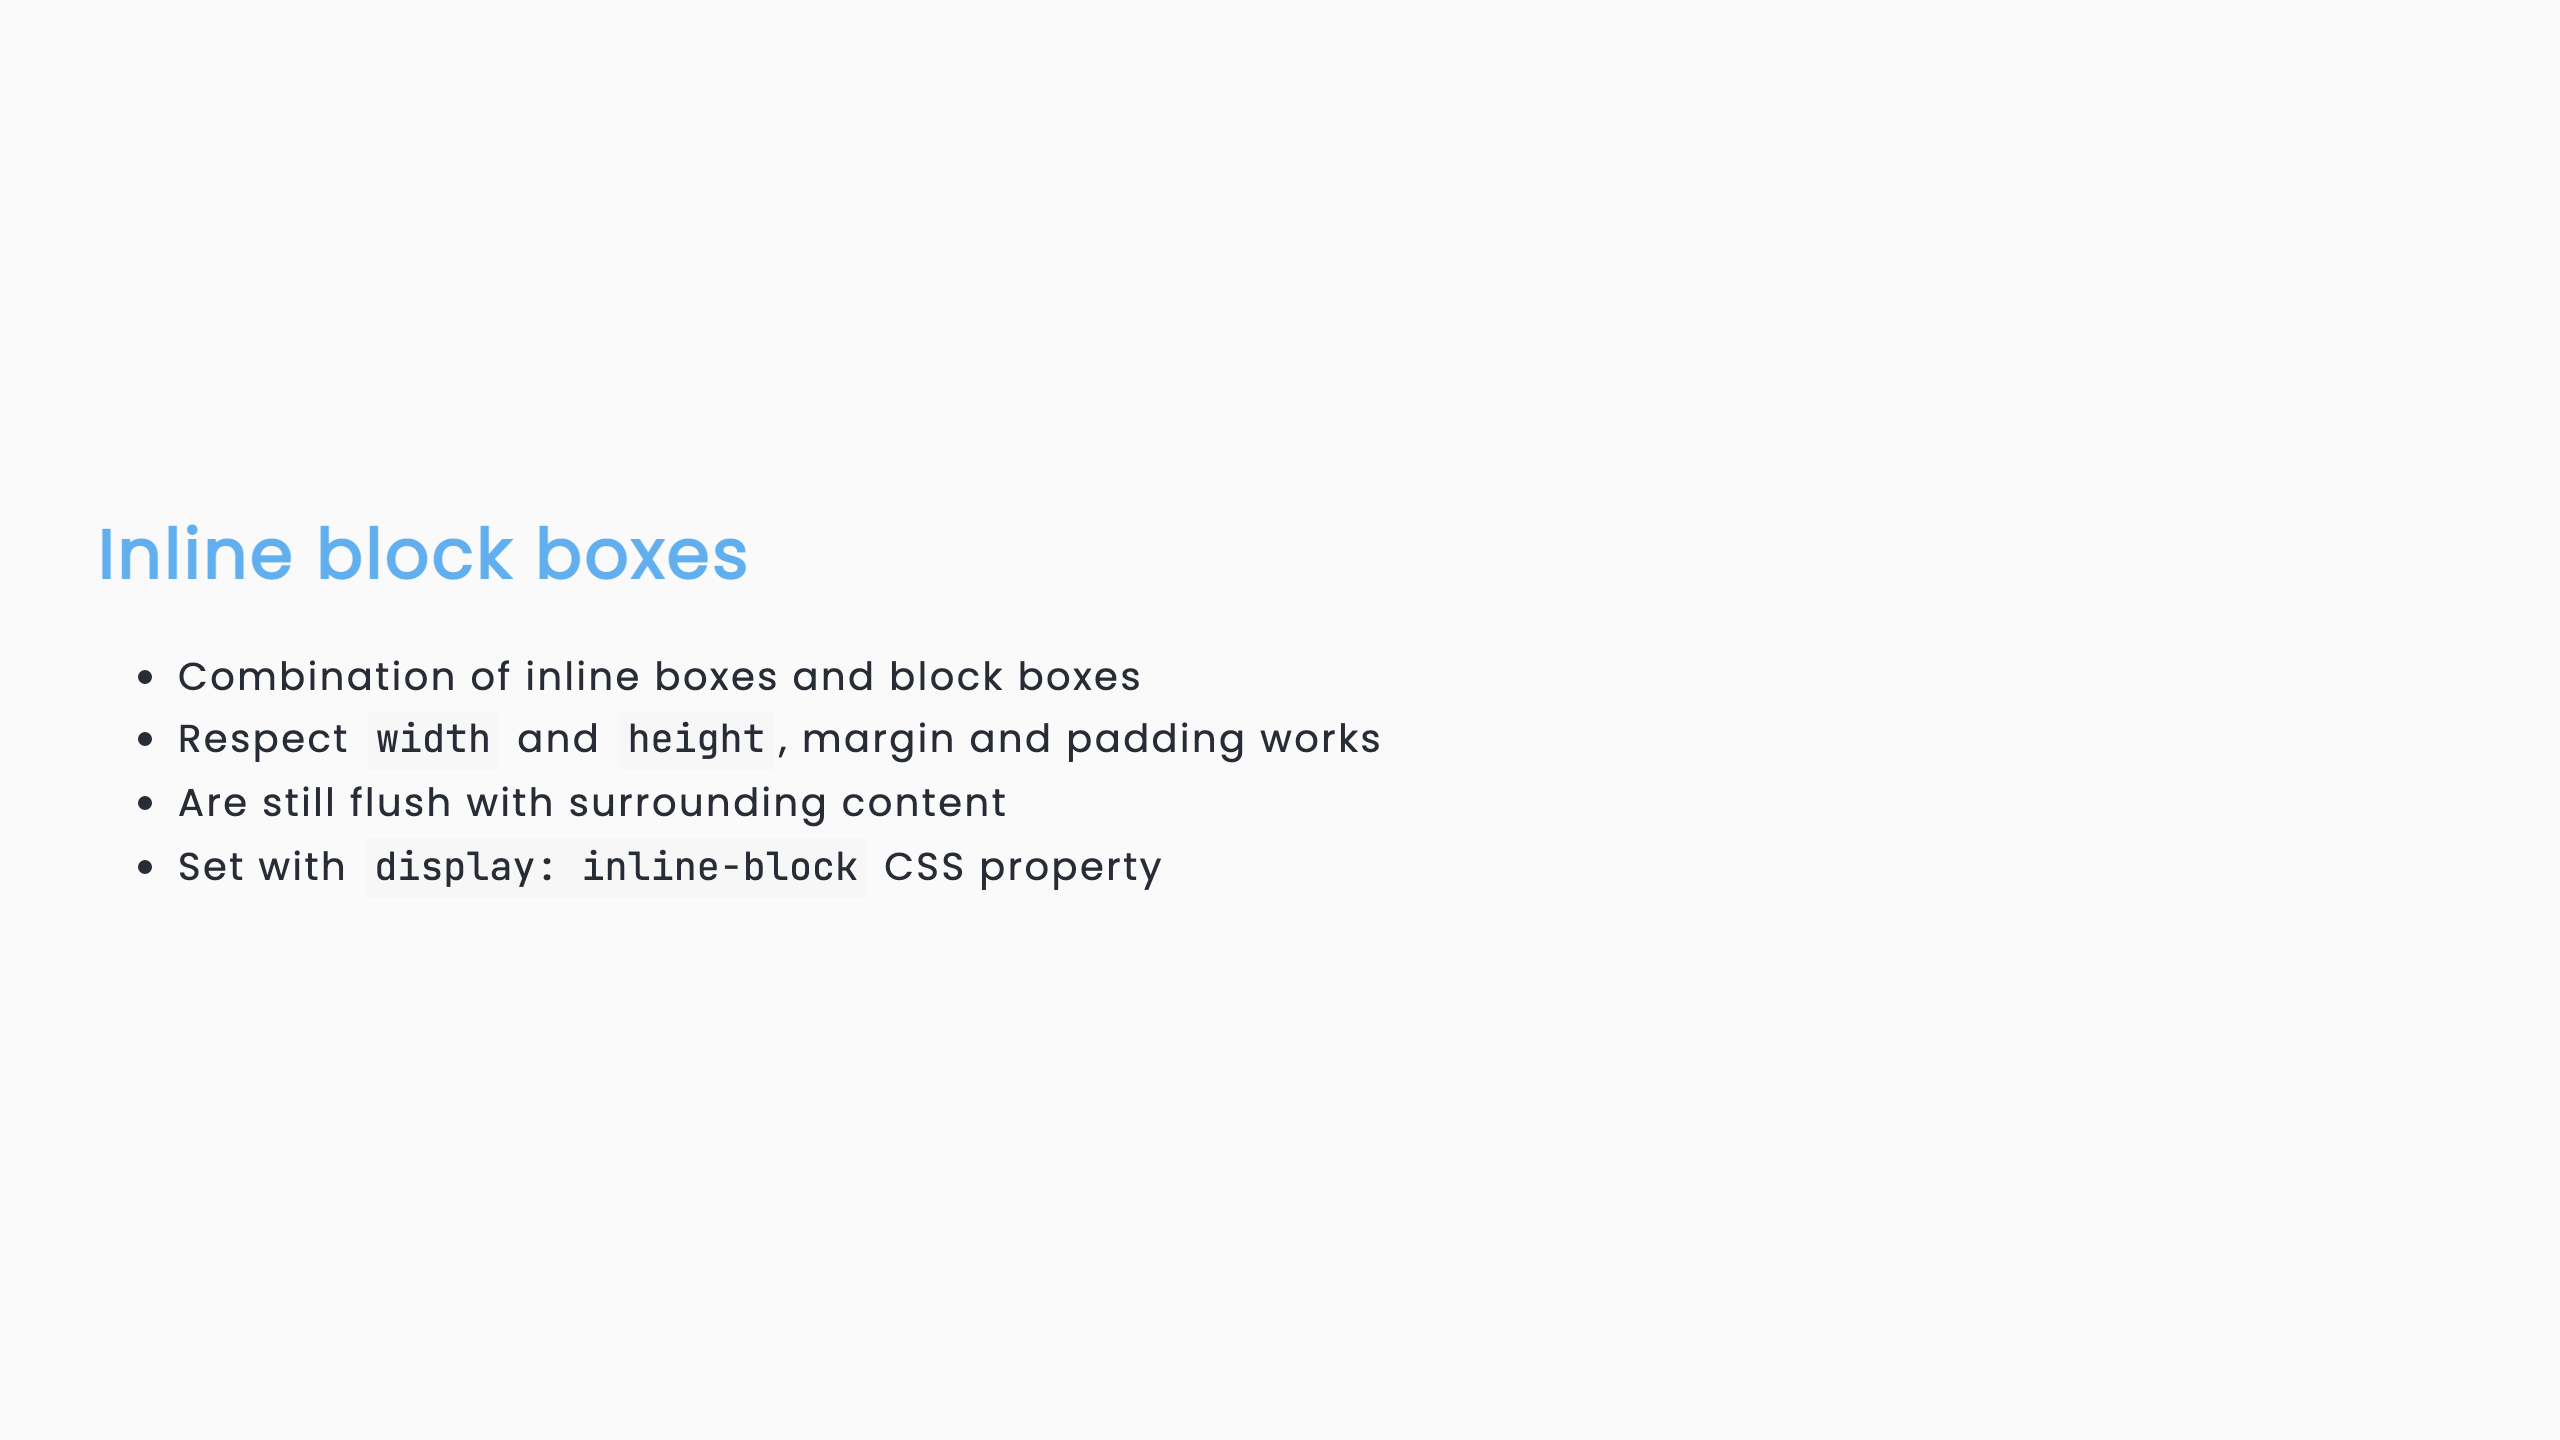 Inline block boxes
Combination of inline boxes and block boxes
Respect width and height, margin and padding works
Are still flush with surrounding content
Set with display: inline-block CSS property